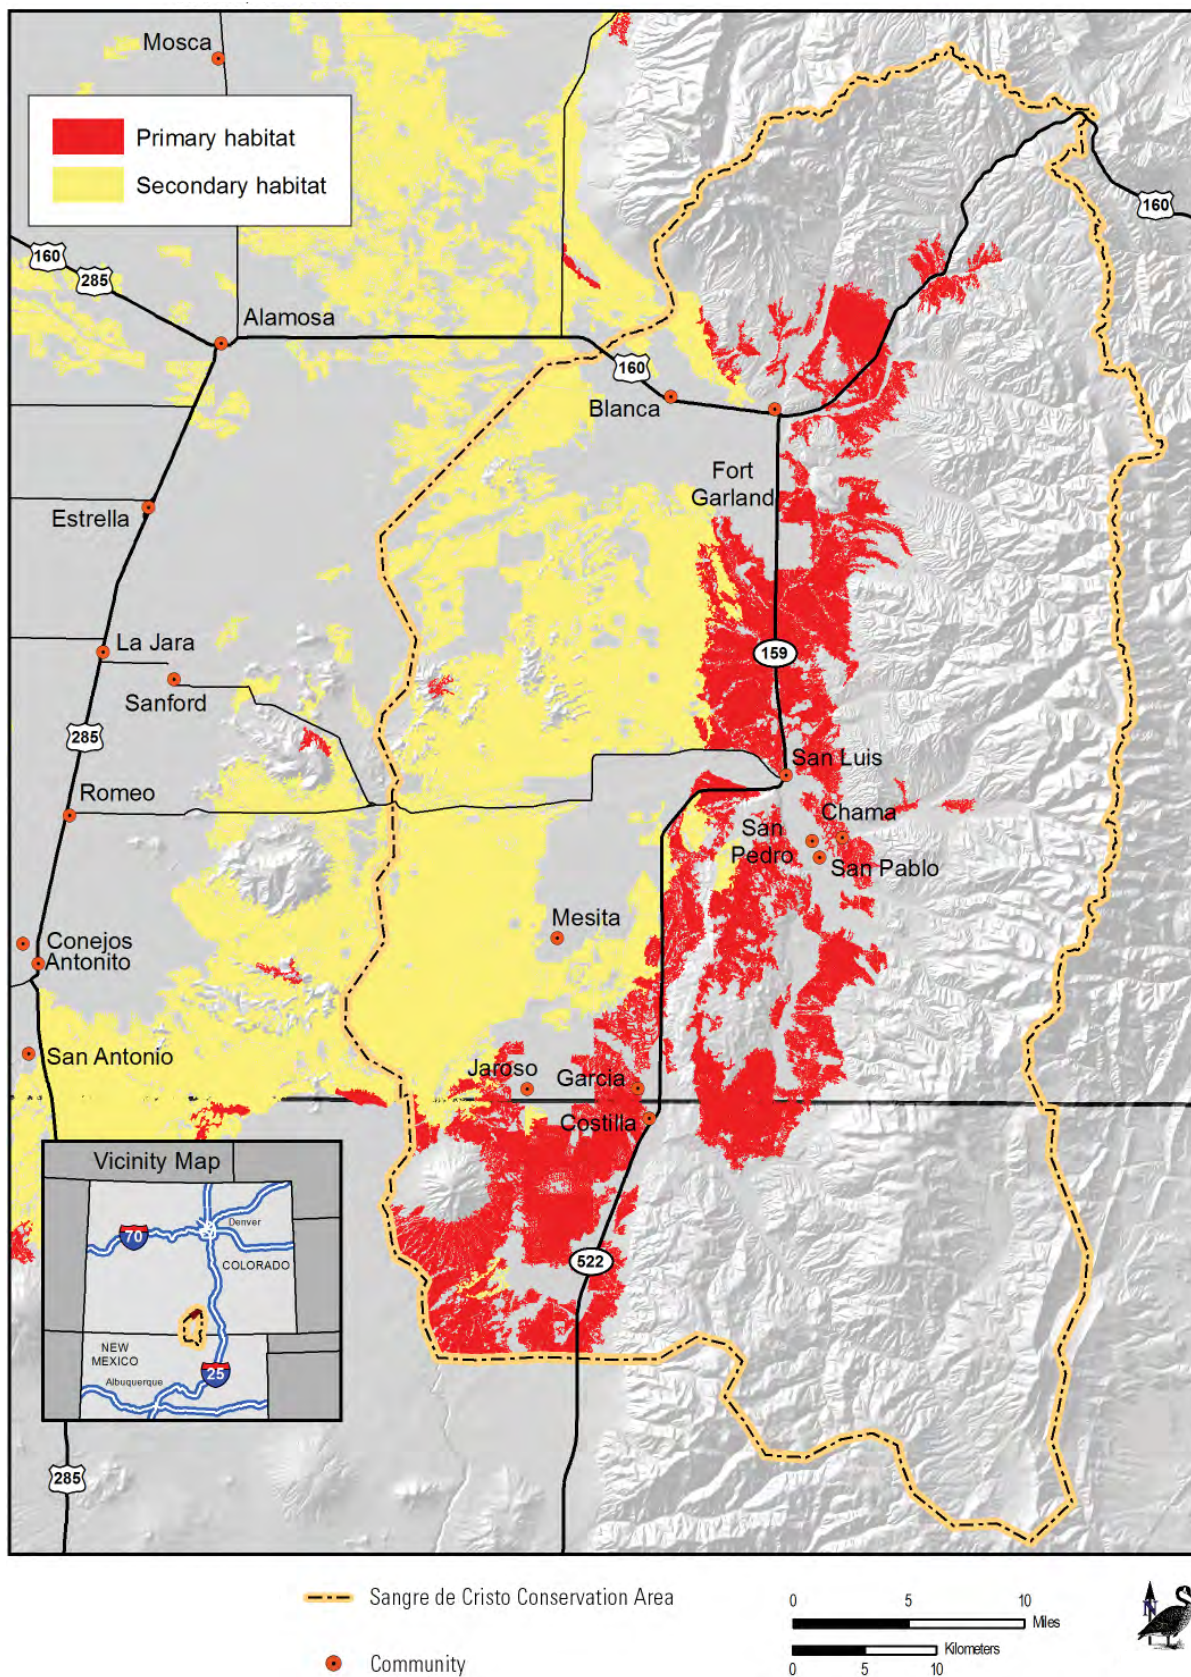 Mosca
Primary habitat
Secondary habitat
160
285
160
Alamosa
160
Blanca
Fort
Garland
Estrella
159
La Jara
Sanford
285
San Luis
Romeo
Chama
San
Pedro
San Pablo
Mesita
Conejos
Antonito
San Antonio
Jaroso
Garcia
Costilla
Vicinity Map
Denver
70
COLORADO
522
NEW
MEXICO
25
Albuquerque
285
Sangre de Cristo Conservation Area
0 5 10
Miles
Kilometers
0 5 10
N
Community